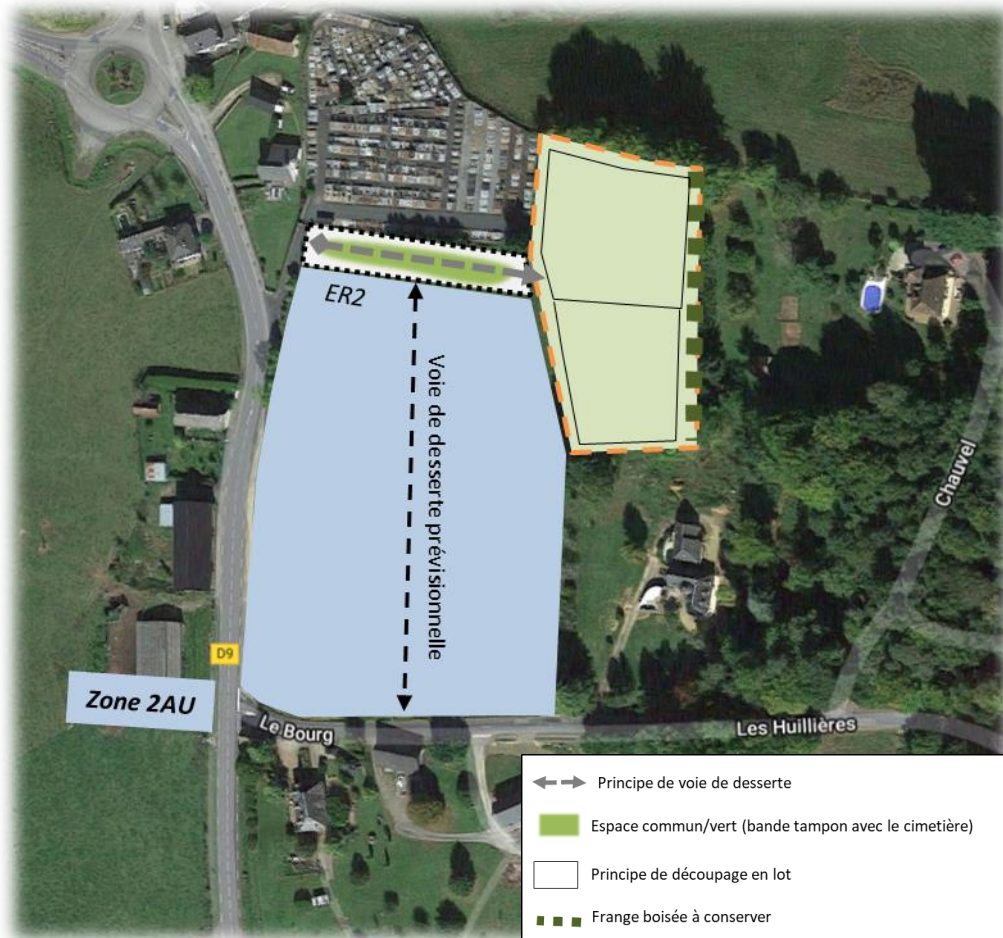 ER2
Voie de desserte prévisionnelle
Chauvel
D9
Zone 2AU
Le Bourg
Les Huillières
Principe de voie de desserte
Espace commun/vert (bande tampon avec le cimetière)
Principe de découpage en lot
Frange boisée à conserver